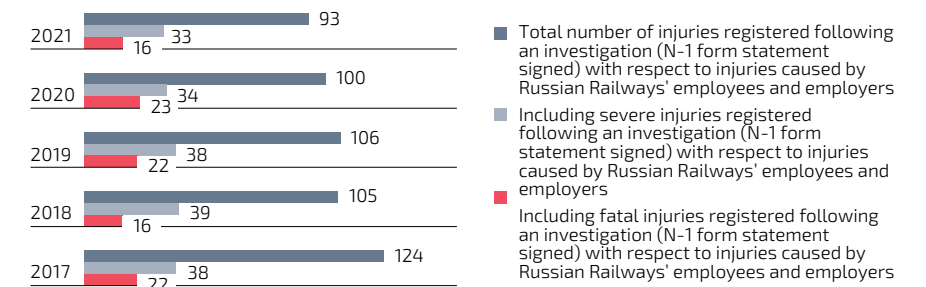 93
33
2021
16
100
34
2020
23
106
38
2019
22
105
39
2018
16
124
38
2017
22
Total number of injuries registered following
an investigation (N-1 form statement
signed) with respect to injuries caused by
Russian Railways’ employees and employers
Including severe injuries registered
following an investigation (N-1 form
statement signed) with respect to injuries
caused by Russian Railways’ employees and
employers
Including fatal injuries registered following
an investigation (N-1 form statement
signed) with respect to injuries caused by
Russian Railways’ employees and employers